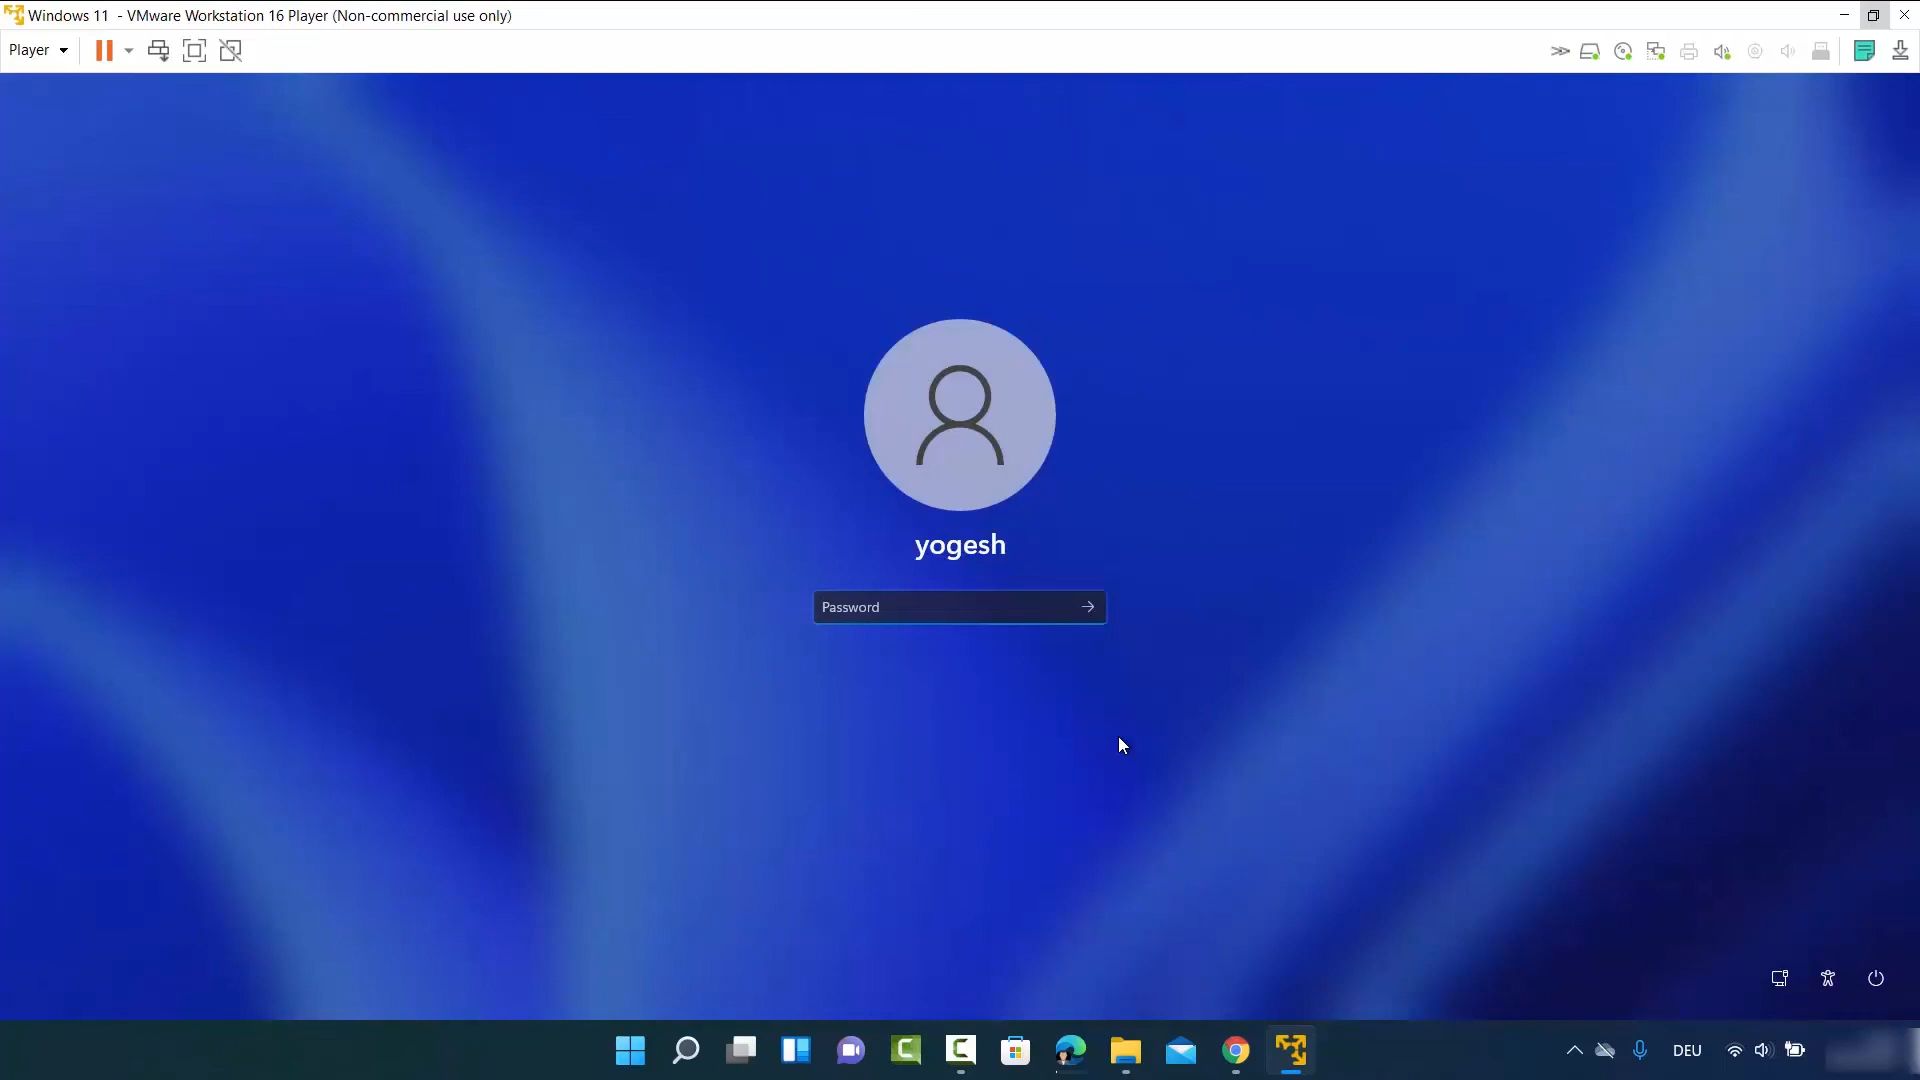 Windows 11 - VMware Workstation 16 Player (Non-commercial use only)
Player
yogesh
Password
DEU